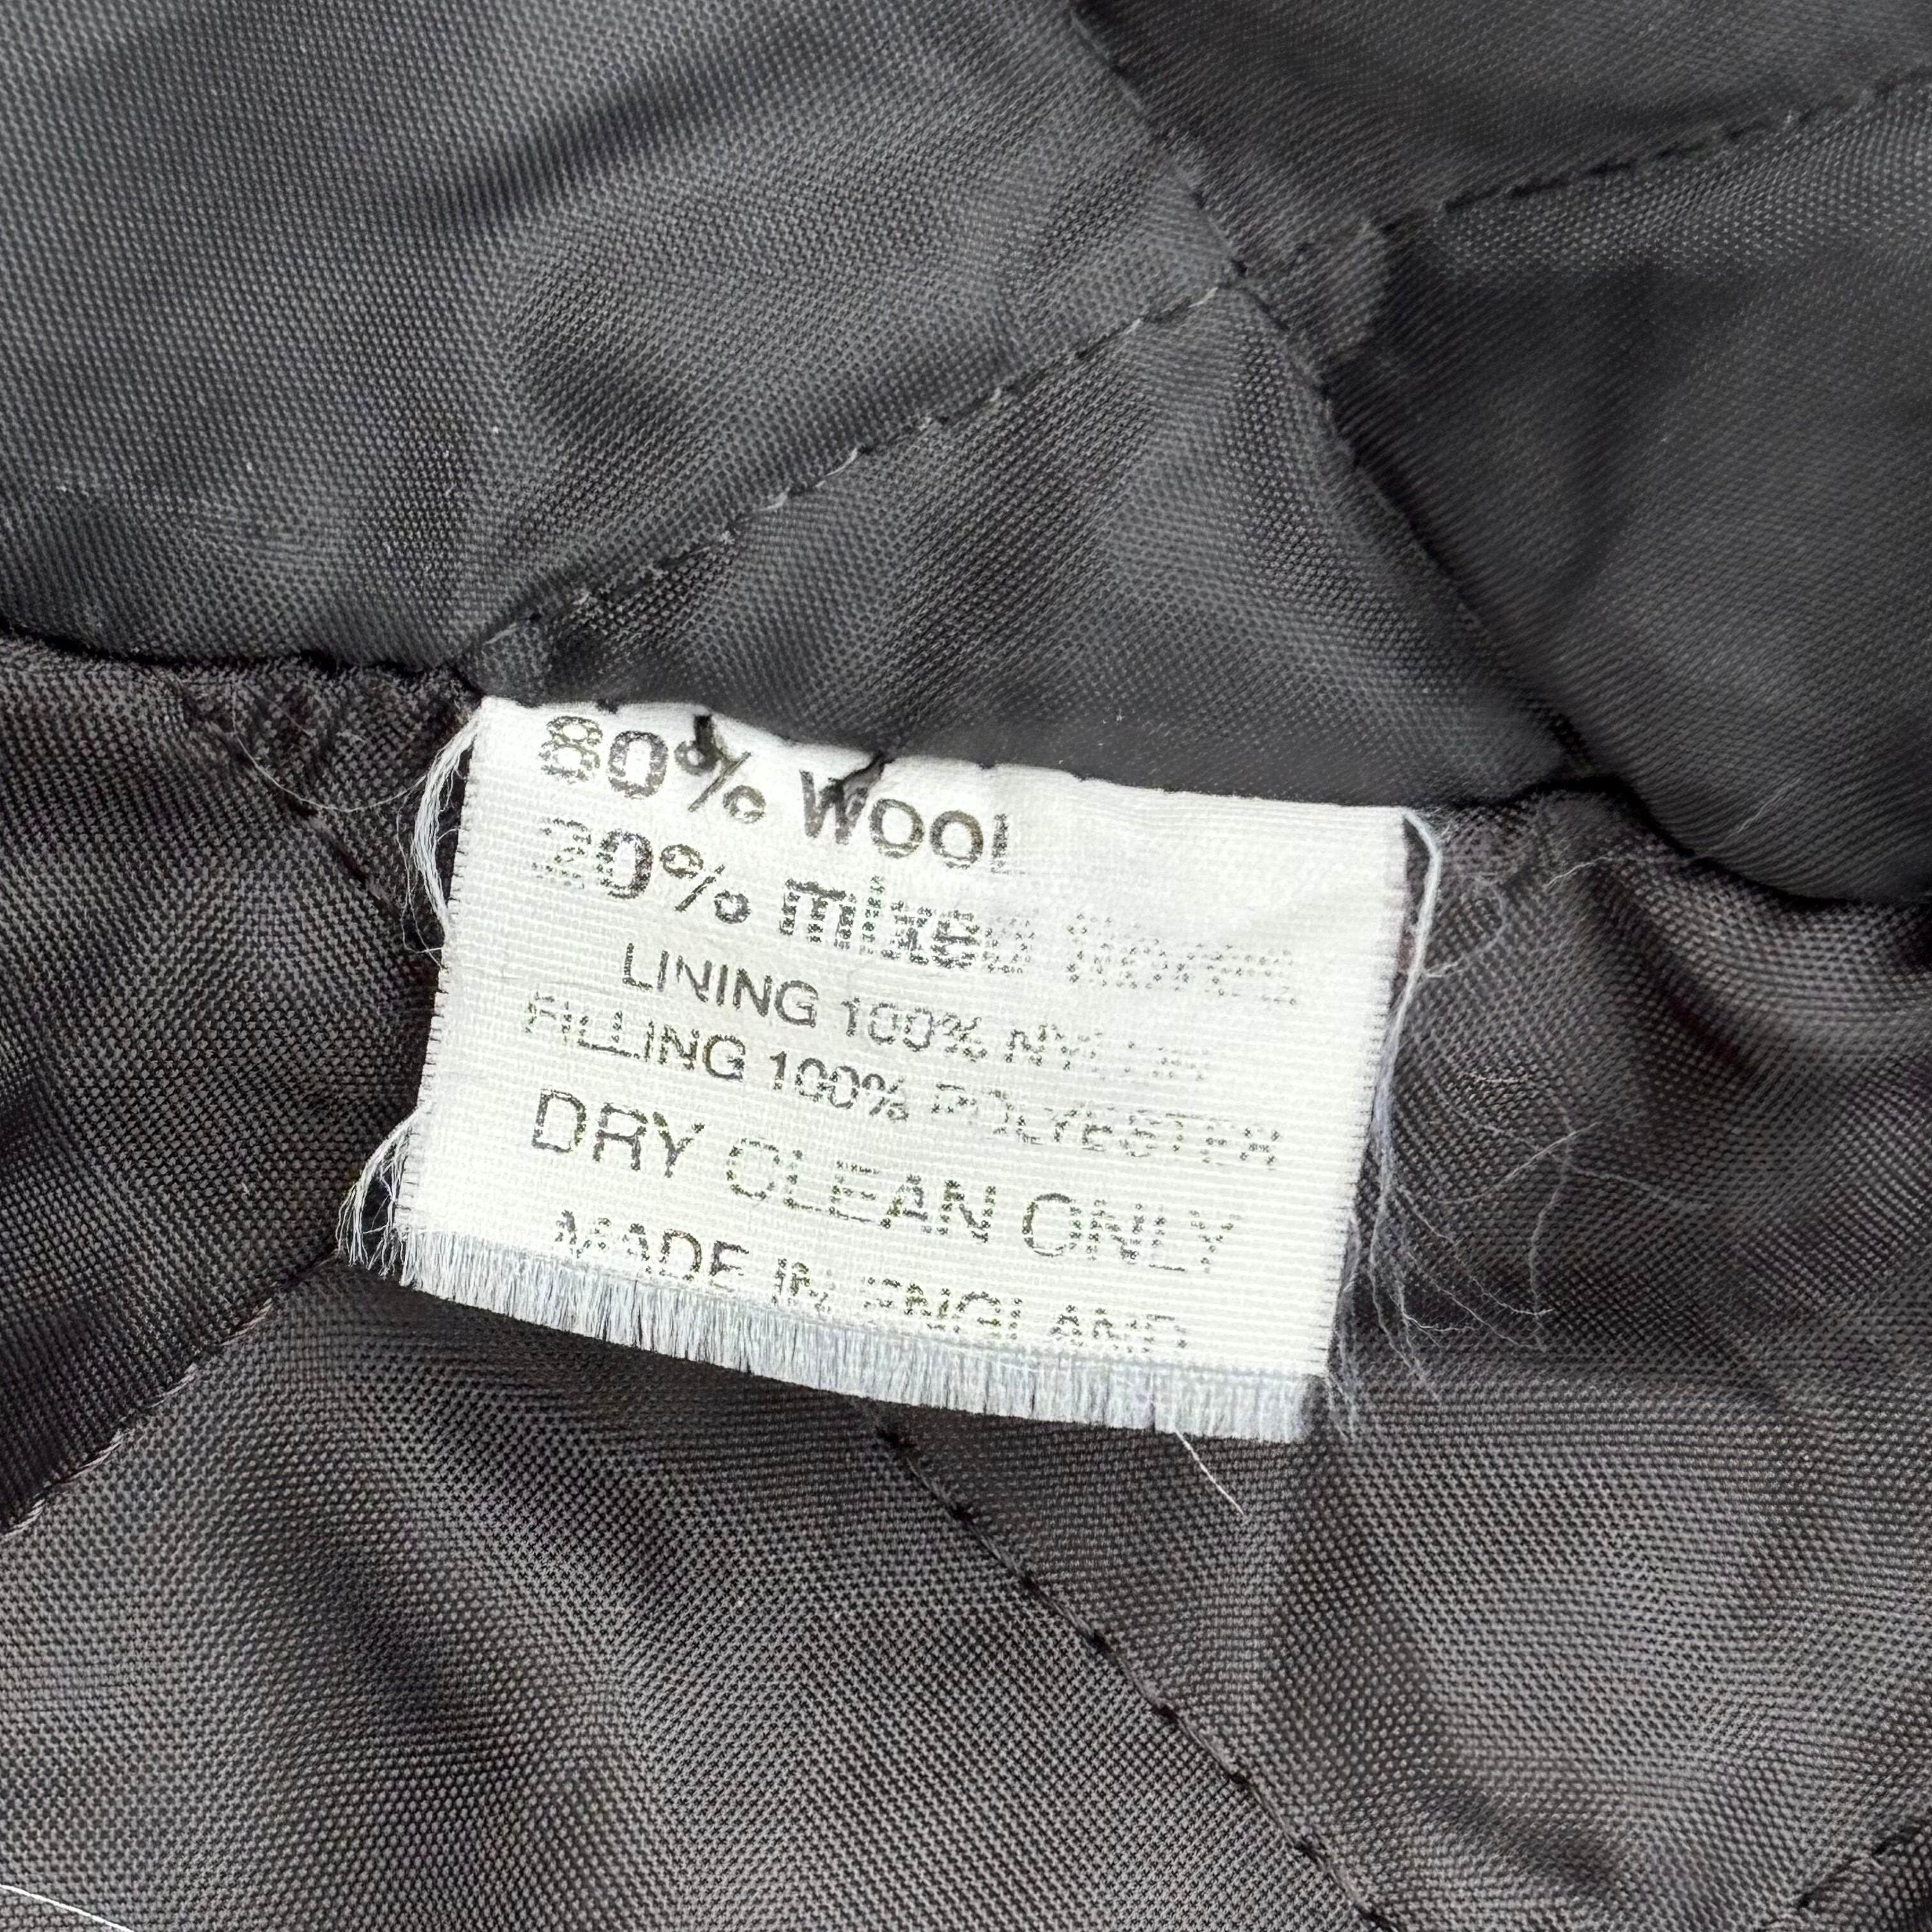 80% WOOL
20% mixed fibres
LINING 100% NYLON
FILLING 100% POLYESTER
DRY CLEAN ONLY
MADE IN ENGLAND